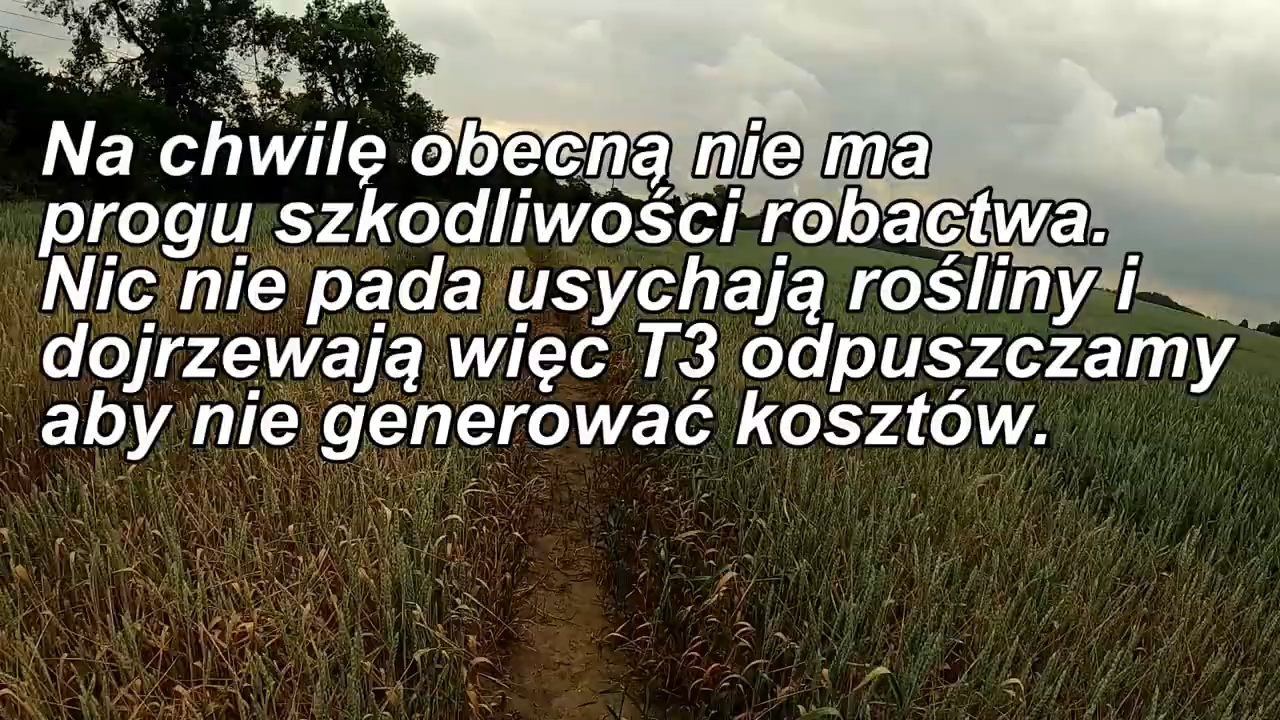 Na chwilę obecną nie ma
progu szkodliwości robactwa.
Nic nie pada usychają rośliny i
dojrzewają więc T3 odpuszczamy
aby nie generować kosztów.